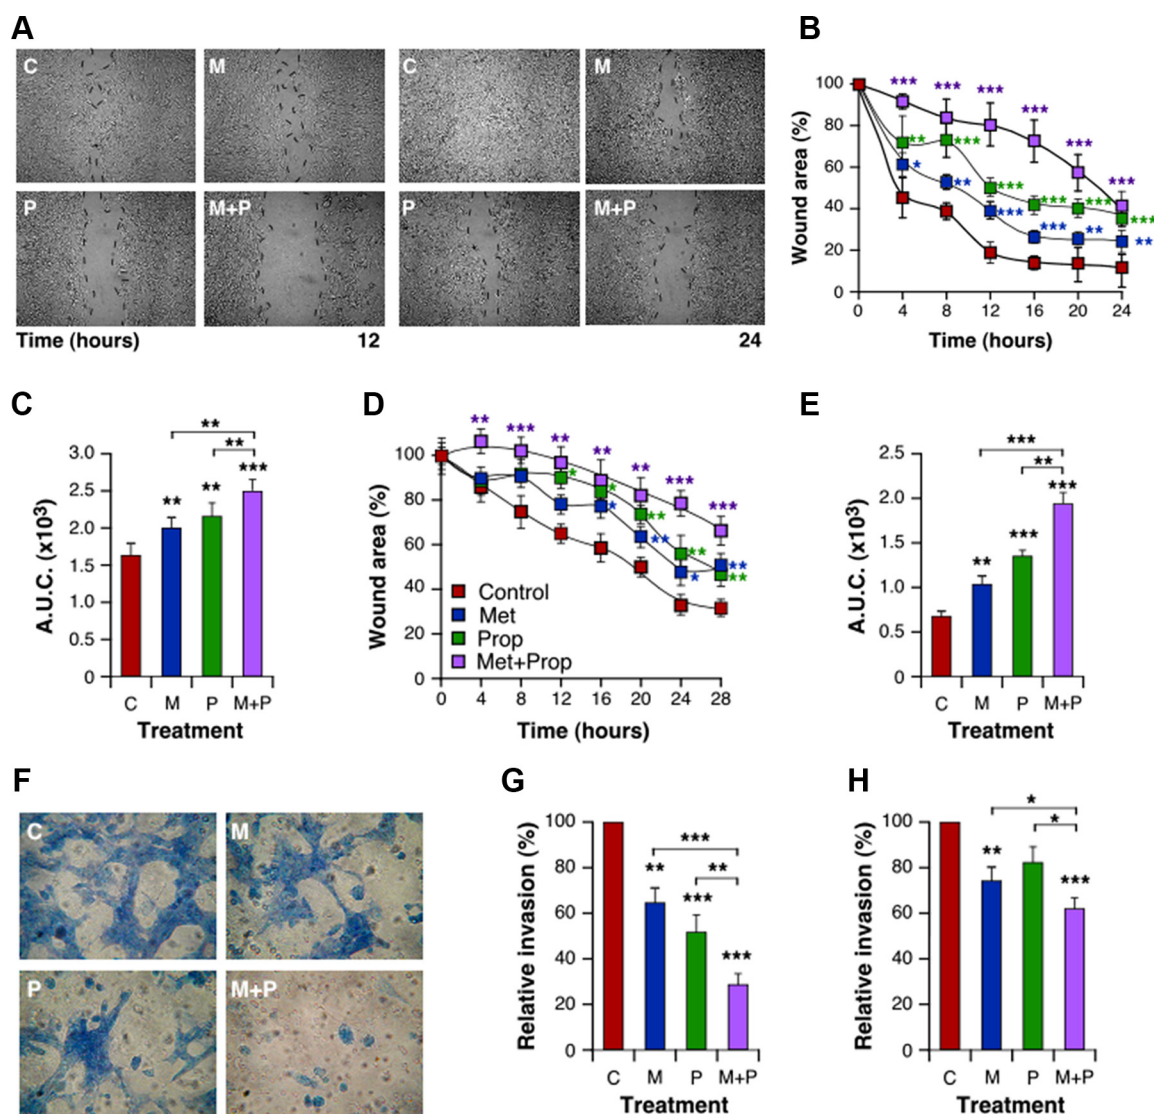 A
C
M
C
M
P
M+P
P
M+P
Time (hours)
12
24
B
Wound area (%)
100
80
60
40
20
0
*** *** *** *** *** *** ***
** *** *** *** *** ***
* ** *** *** ** **
0 4 8 12 16 20 24
Time (hours)
C
A.U.C. (x10³)
3.0
2.5
2.0
1.5
1.0
0.5
0
**
**
** ** ***
C M P M+P
Treatment
D
Wound area (%)
100
80
60
40
20
0
** *** ** ** ** *** ***
* * ** ** **
* ** * **
Control
Met
Prop
Met+Prop
0 4 8 12 16 20 24 28
Time (hours)
E
A.U.C. (x10³)
2.5
2.0
1.5
1.0
0.5
0
***
**
** *** ***
C M P M+P
Treatment
F
C
M
P
M+P
G
Relative invasion (%)
100
80
60
40
20
0
***
**
** *** ***
C M P M+P
Treatment
H
Relative invasion (%)
100
80
60
40
20
0
*
*
** ***
C M P M+P
Treatment